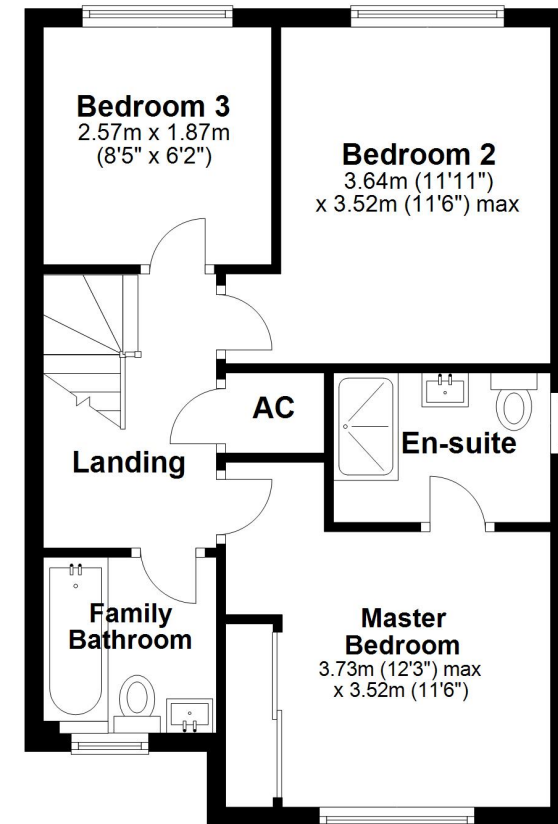 Bedroom 3
2.57m x 1.87m
(8'5" x 6'2")
Bedroom 2
3.64m (11'11")
x 3.52m (11'6") max
AC
En-suite
Landing
Family
Bathroom
Master
Bedroom
3.73m (12'3") max
x 3.52m (11'6")